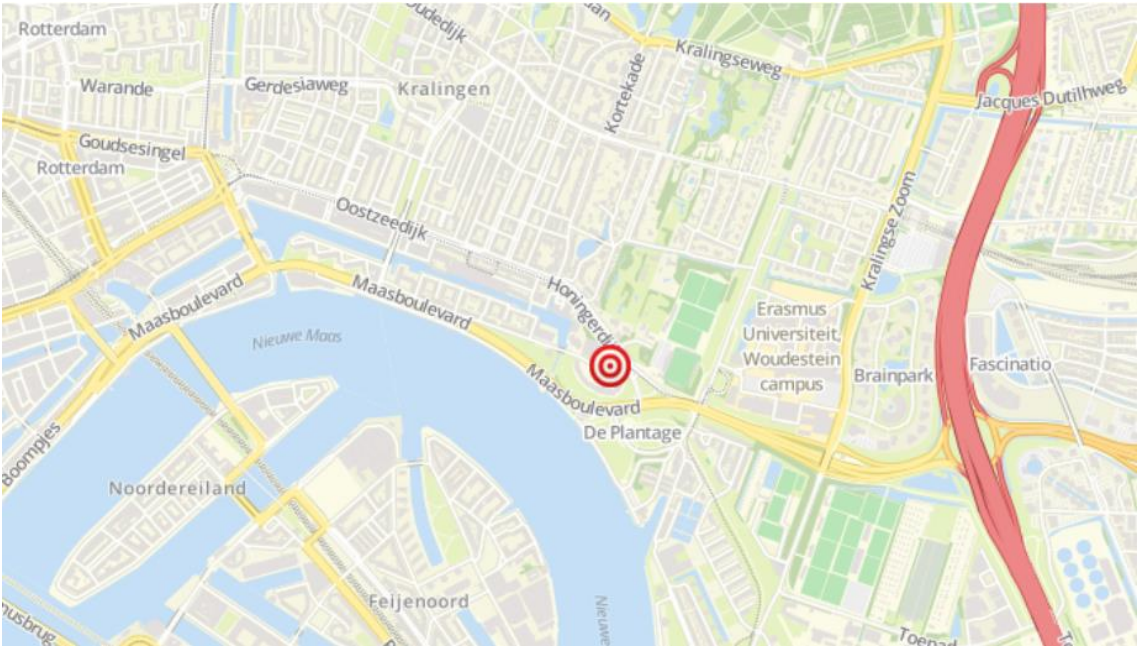 Rotterdam
Oudedijk
Kralingseweg
Warande
Gerdesiaweg
Kralingen
Kortekade
Jacques Dutilhweg
Goudsesingel
Rotterdam
Oostzeedijk
Kralingse Zoom
Maasboulevard
Maasboulevard
Honingerdij
Nieuwe Maas
Erasmus
Universiteit,
Woudestein
campus
Brainpark
Fascinatio
Maasboulevard
De Plantage
Boompjes
Noordereiland
Feijenoord
Nieuwe
Toepad